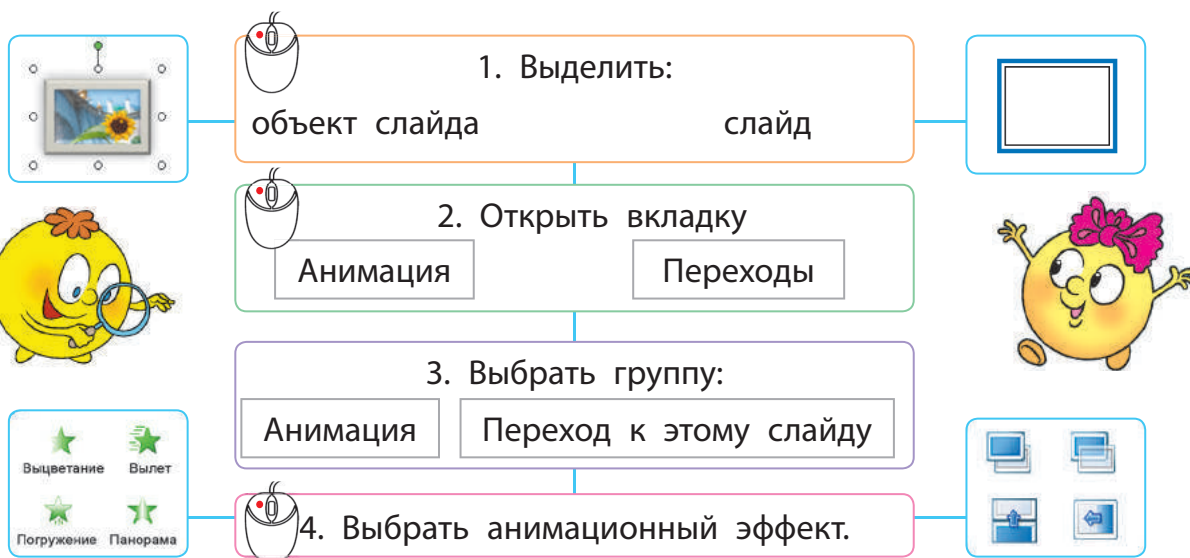 1. Выделить:
объект слайда слайд
2. Открыть вкладку
Анимация Переходы
3. Выбрать группу:
Анимация Переход к этому слайду
Выцветание Вылет
Погружение Панорама
4. Выбрать анимационный эффект.